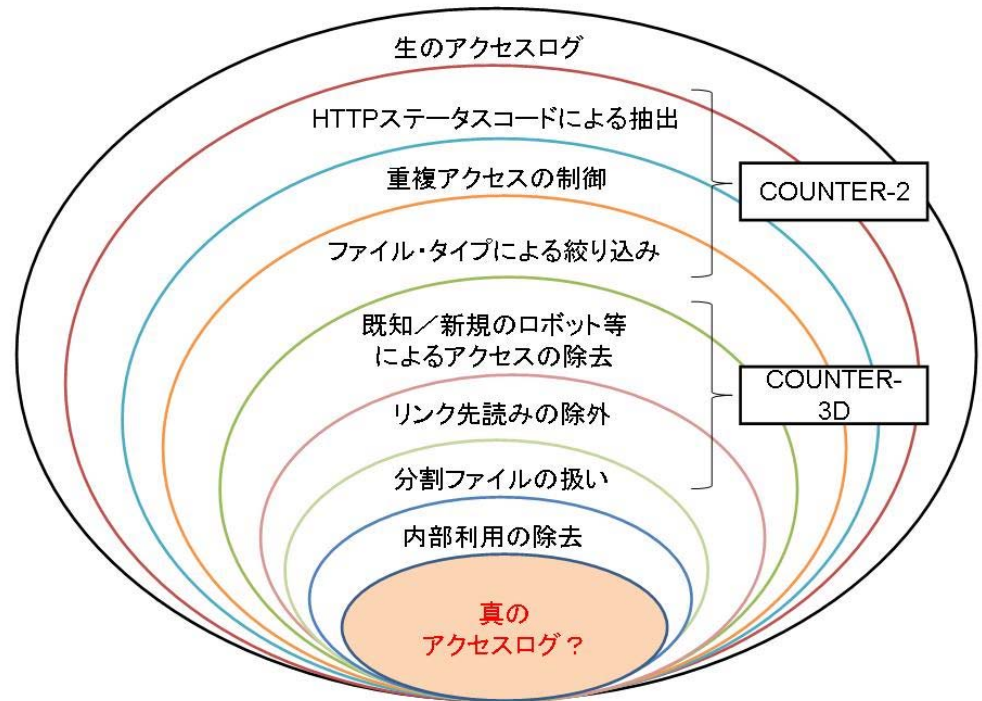 生のアクセスログ
HTTPステータスコードによる抽出
重複アクセスの制御
COUNTER-2
ファイル・タイプによる絞り込み
既知／新規のロボット等
によるアクセスの除去
COUNTER-
3D
リンク先読みの除外
分割ファイルの扱い
内部利用の除去
真の
アクセスログ？